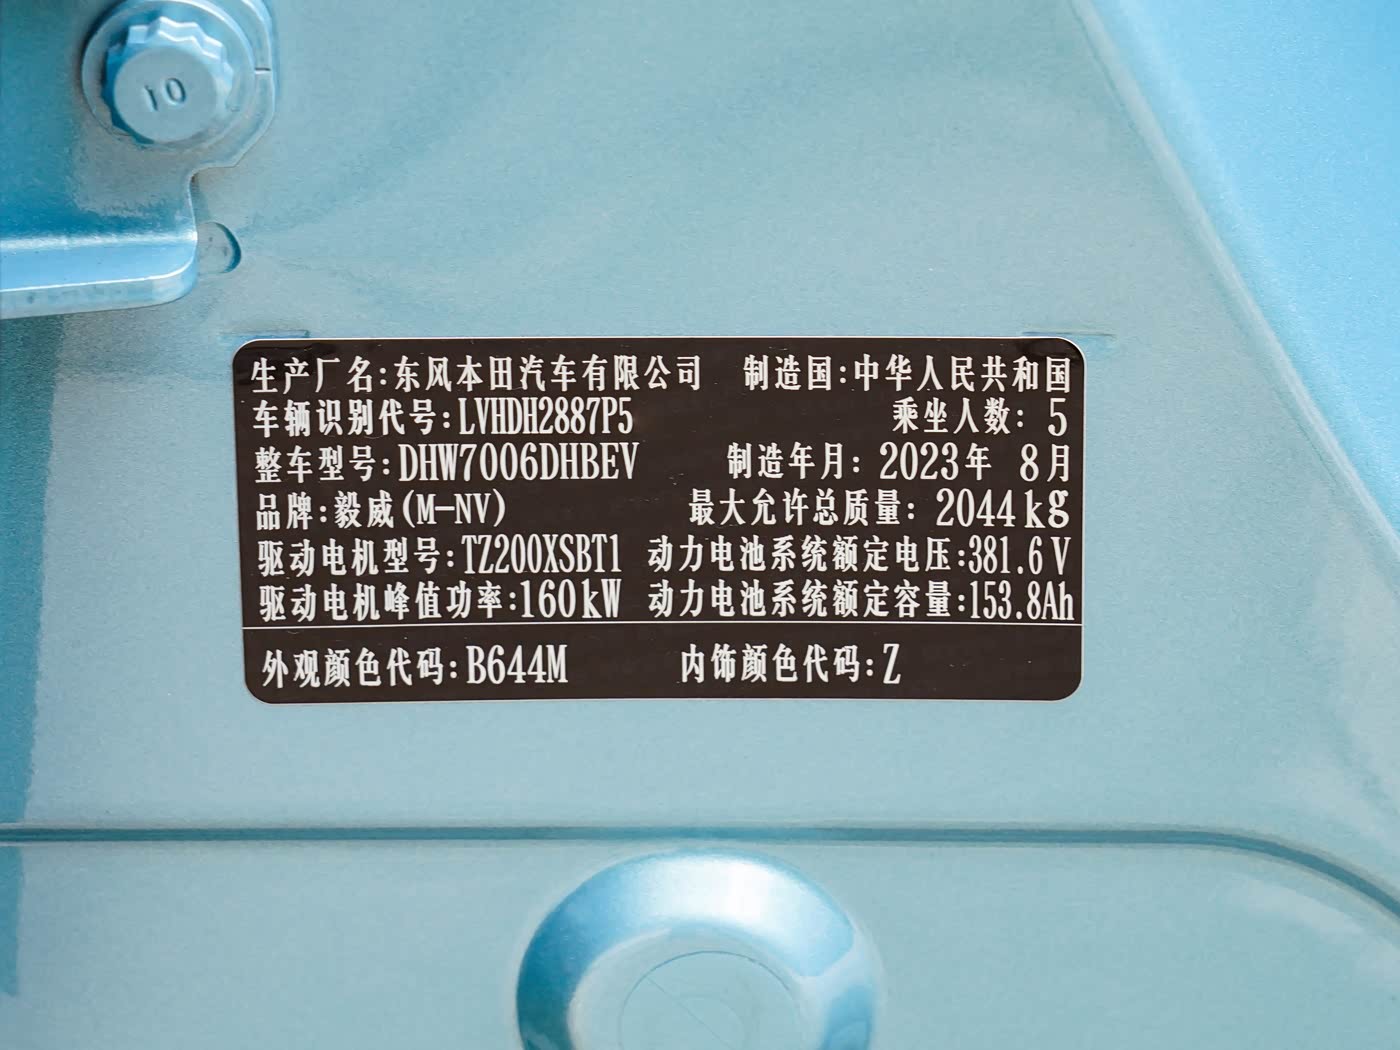 10
生产厂名:东风本田汽车有限公司 制造国:中华人民共和国
车辆识别代号:LVHDH2887P5 乘坐人数: 5
整车型号:DHW7006DHBEV 制造年月: 2023年 8月
品牌:毅威(M-NV) 最大允许总质量: 2044kg
驱动电机型号:TZ200XSBT1 动力电池系统额定电压:381.6V
驱动电机峰值功率:160kW 动力电池系统额定容量:153.8Ah
外观颜色代码:B644M 内饰颜色代码:Z